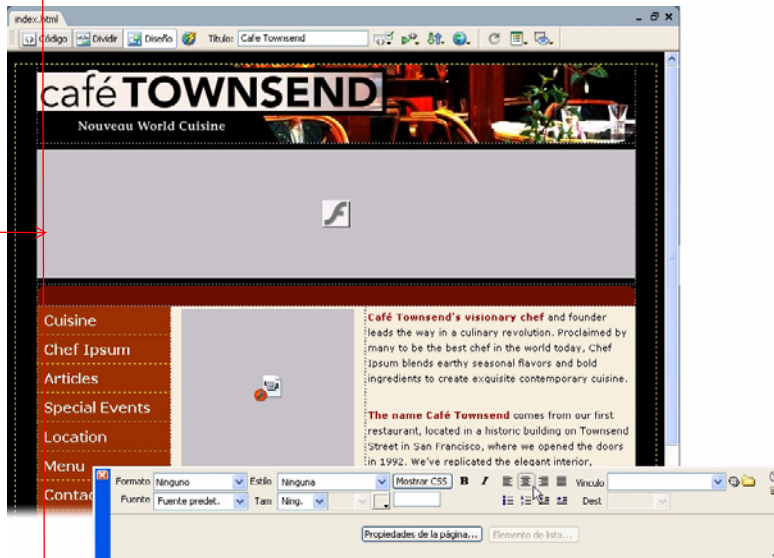 index.html
Código Dividir Diseño Título: Cafe Townsend
café TOWNSEND
Nouveau World Cuisine
Cuisine
Chef Ipsum
Articles
Special Events
Location
Menu
Café Townsend's visionary chef and founder
leads the way in a culinary revolution. Proclaimed by
many to be the best chef in the world today, Chef
Ipsum blends earthy seasonal flavors and bold
ingredients to create exquisite contemporary cuisine.
The name Café Townsend comes from our first
restaurant, located in a historic building on Townsend
Street in San Francisco, where we opened the doors
in 1992. We've replicated the elegant interior,
Formato Ninguno Estilo Ninguna Mostrar CSS B I Vínculo
Fuente Fuente predet. Tam Ning. Dest
Propiedades de la página... Elemento de lista...